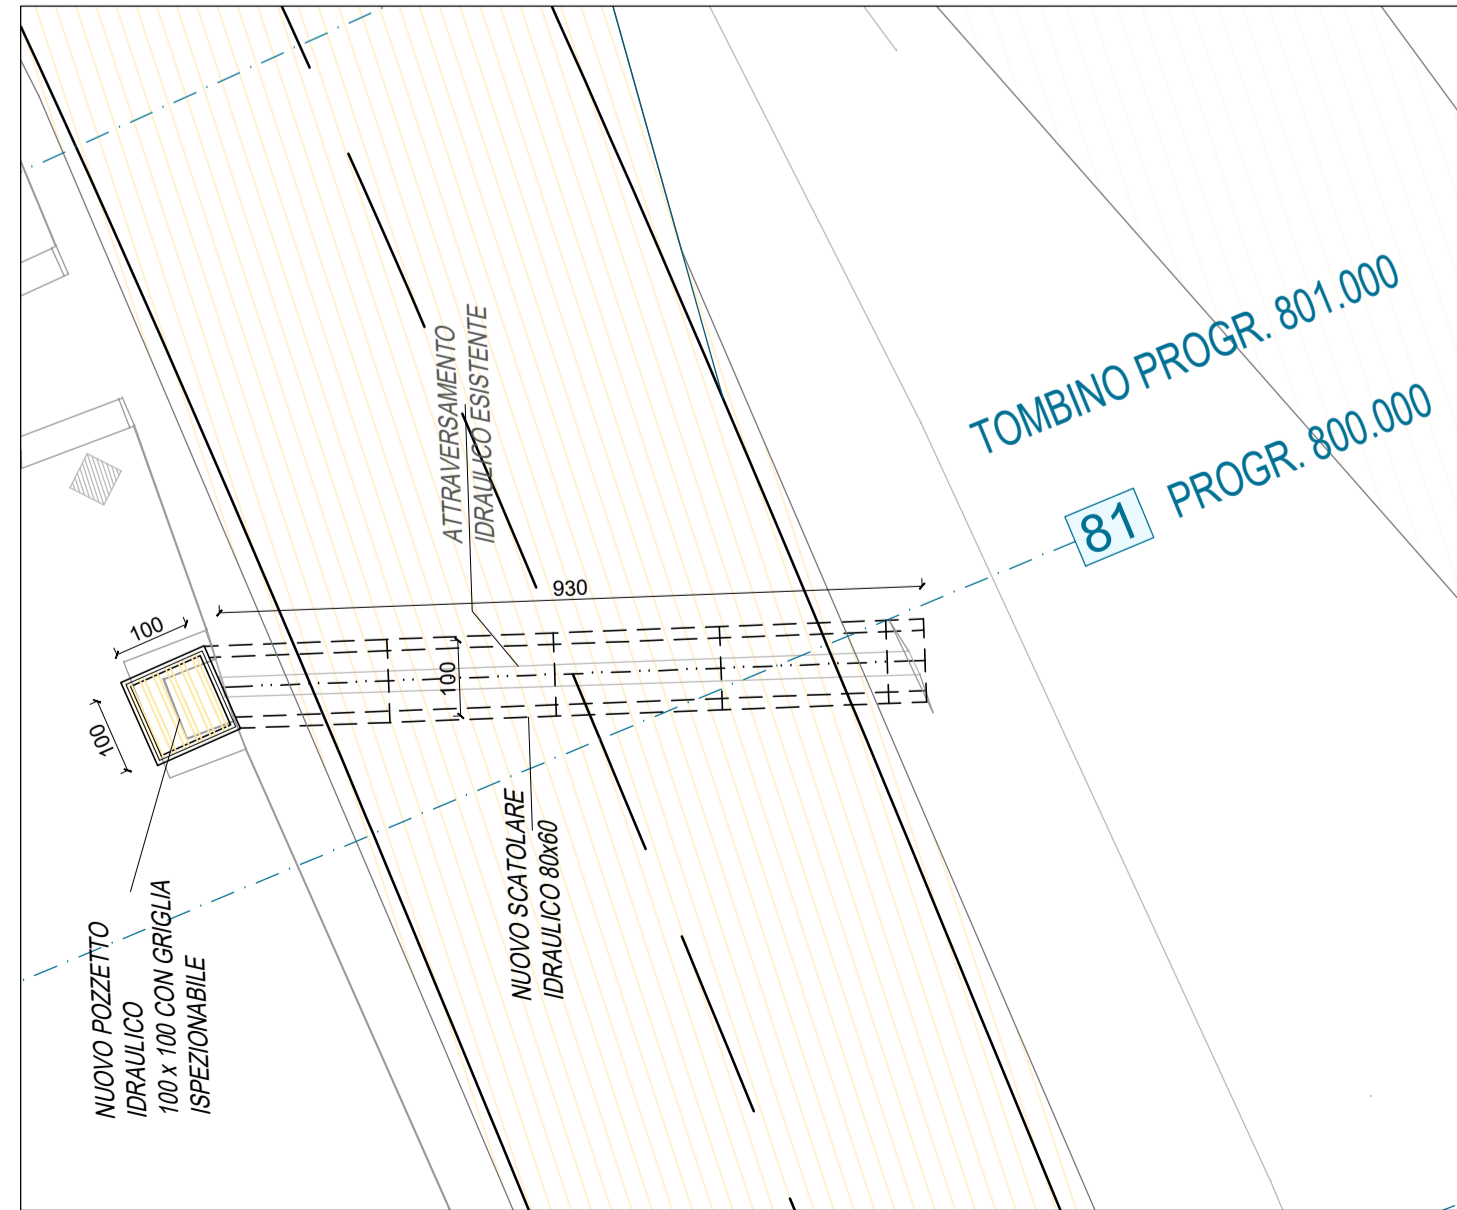 TOMBINO PROGR. 801.000
81 PROGR. 800.000
ATTRAVERSAMENTO
IDRAULICO ESISTENTE
930
100
100
100
NUOVO SCATOLARE
IDRAULICO 80x60
NUOVO POZZETTO
IDRAULICO
100 x 100 CON GRIGLIA
ISPEZIONABILE